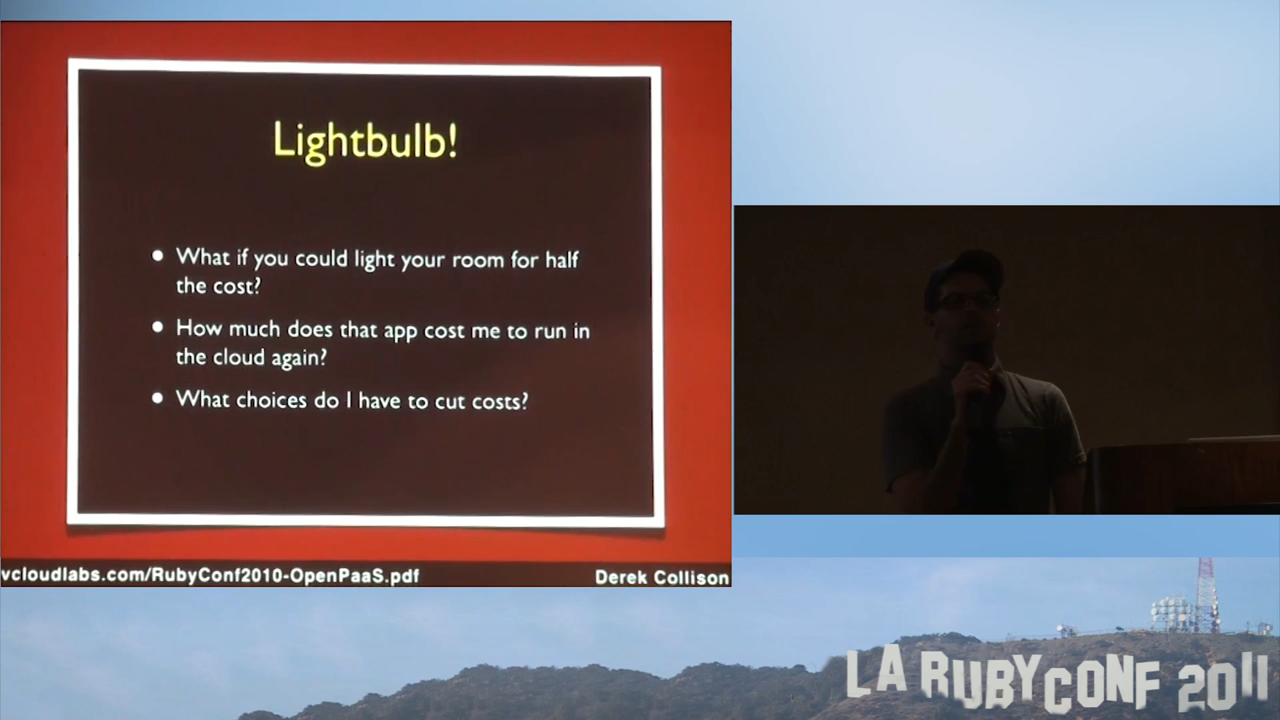 Lightbulb!
• What if you could light your room for half
the cost?
• How much does that app cost me to run in
the cloud again?
• What choices do I have to cut costs?
vcloudlabs.com/RubyConf2010-OpenPaaS.pdf
Derek Collison
LA RUBYCONF 2011